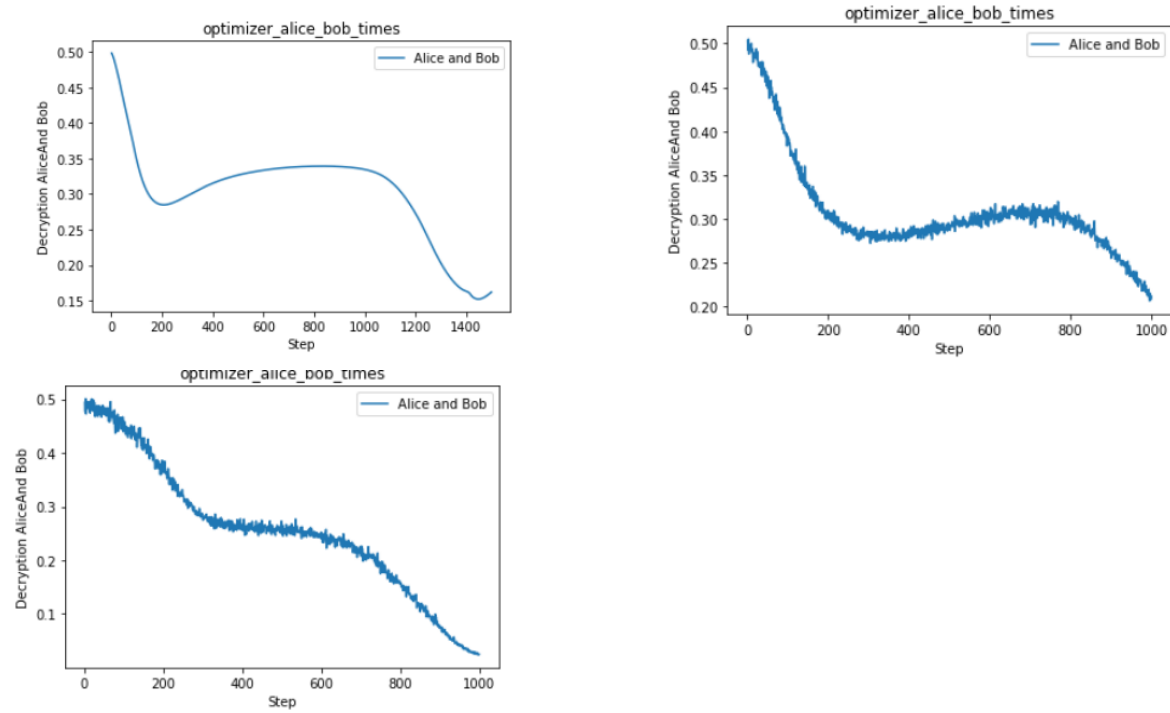 optimizer_alice_bob_times
Alice and Bob
0.50
0.45
0.40
0.35
0.30
0.25
0.20
0.15
Decryption AliceAnd Bob
0 200 400 600 800 1000 1200 1400
Step
optimizer_alice_bob_times
Alice and Bob
0.50
0.45
0.40
0.35
0.30
0.25
0.20
Decryption AliceAnd Bob
0 200 400 600 800 1000
Step
optimizer_alice_bob_times
Alice and Bob
0.5
0.4
0.3
0.2
0.1
Decryption AliceAnd Bob
0 200 400 600 800 1000
Step